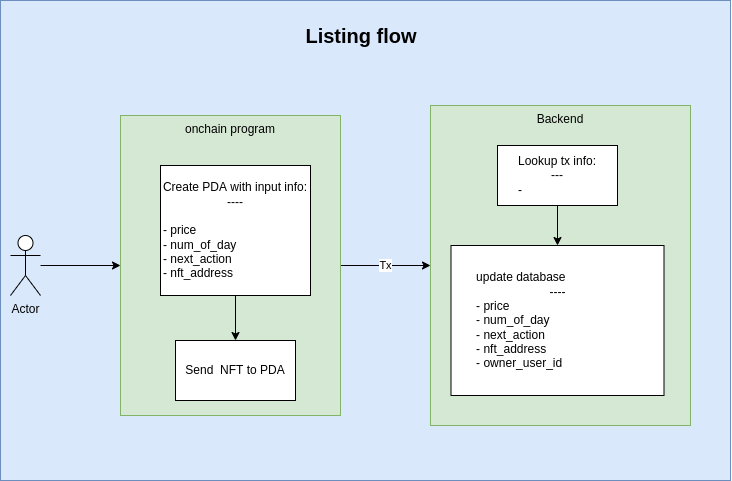 Listing flow
onchain program
Create PDA with input info:
----
- price
- num_of_day
- next_action
- nft_address
Send  NFT to PDA
Actor
Tx
Backend
Lookup tx info:
---
-
update database
----
- price
- num_of_day
- next_action
- nft_address
- owner_user_id